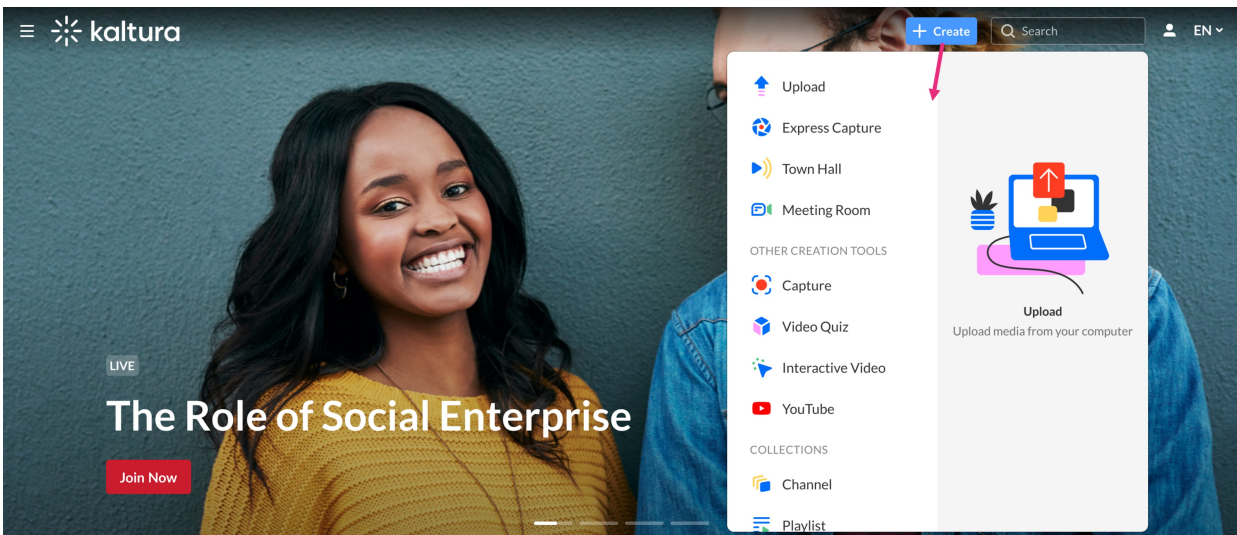 kaltura
+ Create
Search
EN
Upload
Express Capture
Town Hall
Meeting Room
OTHER CREATION TOOLS
Capture
Video Quiz
Interactive Video
YouTube
COLLECTIONS
Channel
Playlist
Upload
Upload media from your computer
LIVE
The Role of Social Enterprise
Join Now